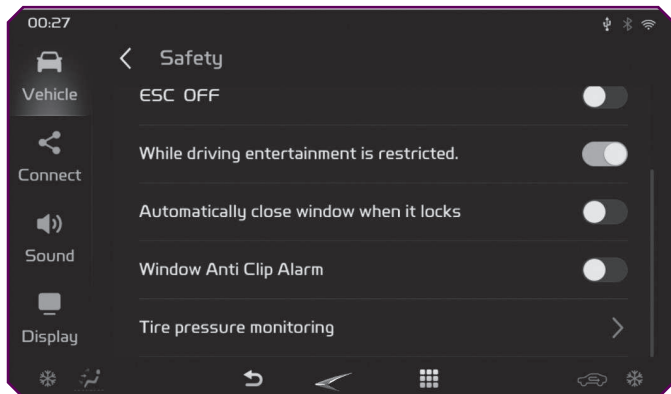 00:27
Safety
Vehicle
ESC OFF
While driving entertainment is restricted.
Connect
Automatically close window when it locks
Sound
Window Anti Clip Alarm
Display
Tire pressure monitoring